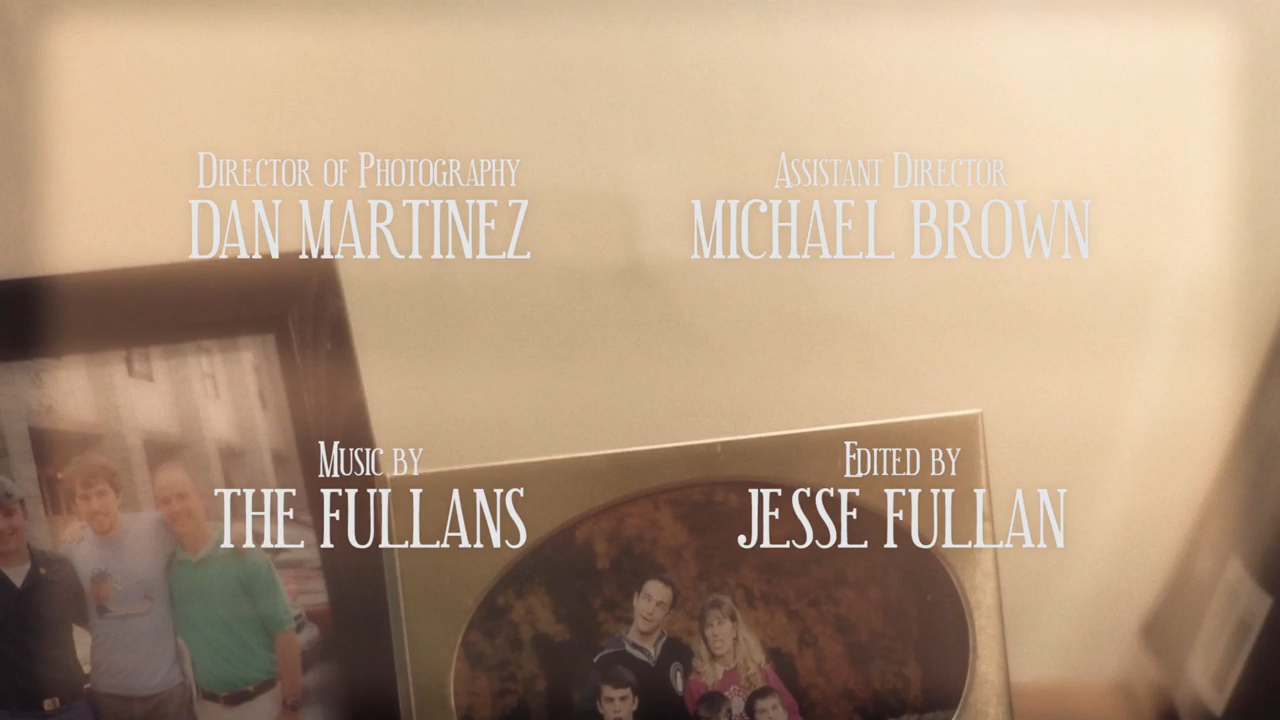 Director of Photography
DAN MARTINEZ
Assistant Director
MICHAEL BROWN
Music by
THE FULLANS
Edited by
JESSE FULLAN